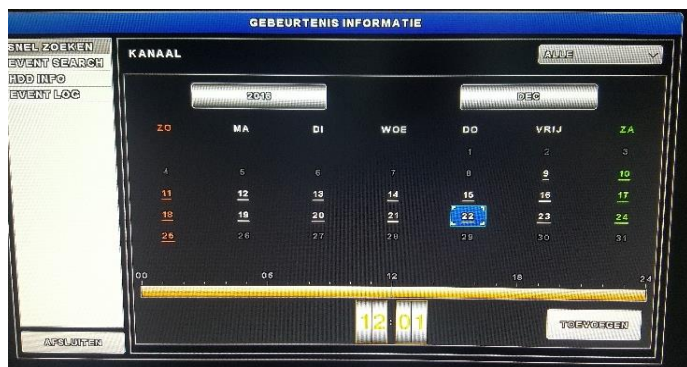 GEBEURTENIS INFORMATIE
SNEL ZOEKEN
EVENT SEARCH
HDD INFO
EVENT LOG
KANAAL ALLE
2016 DEC
ZO MA DI WOE DO VRIJ ZA
1 2 3
4 5 6 7 8 9 10
11 12 13 14 15 16 17
18 19 20 21 22 23 24
25 26 27 28 29 30 31
00 06 12 18 24
12:01
TOEVOEGEN
AFSLUITEN